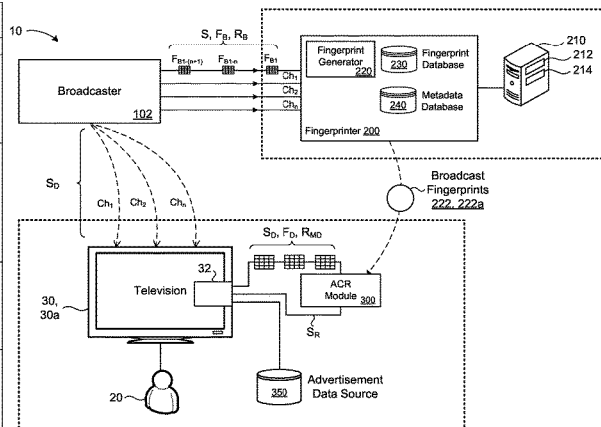 10
S, F_B, R_B
F_B1-(n+1)
F_B1-n
F_B1
Broadcaster
102
Ch_1
Ch_2
Ch_n
Fingerprint
Generator
220
230
Fingerprint
Database
240
Metadata
Database
Fingerprinter 200
210
212
214
S_D
Ch_1
Ch_2
Ch_n
Broadcast
Fingerprints
222, 222a
S_D, F_D, R_MD
32
Television
30,
30a
ACR
Module 300
S_R
20
350
Advertisement
Data Source